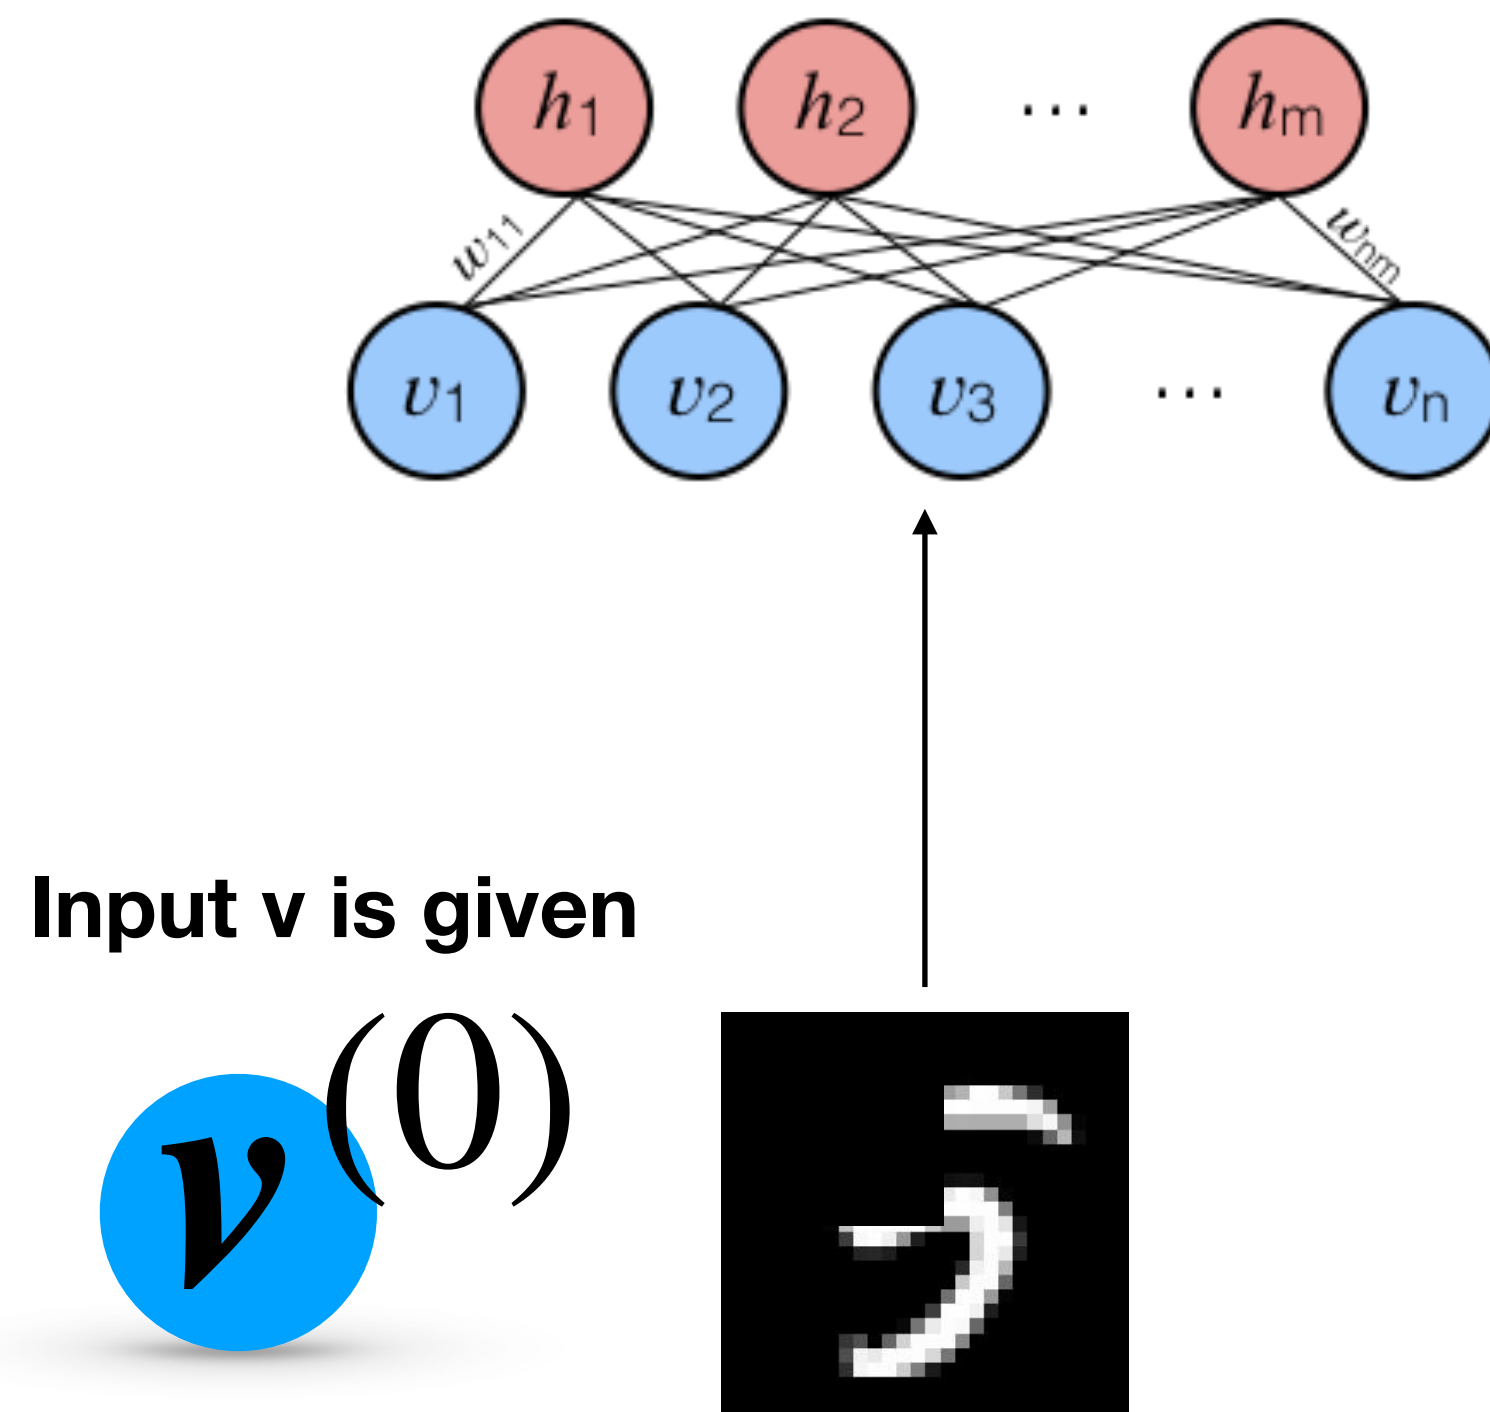 h₁ h₂ ⋯ hₘ
w₁₁ wₙₘ
v₁ v₂ v₃ ⋯ vₙ
Input v is given
v⁽⁰⁾